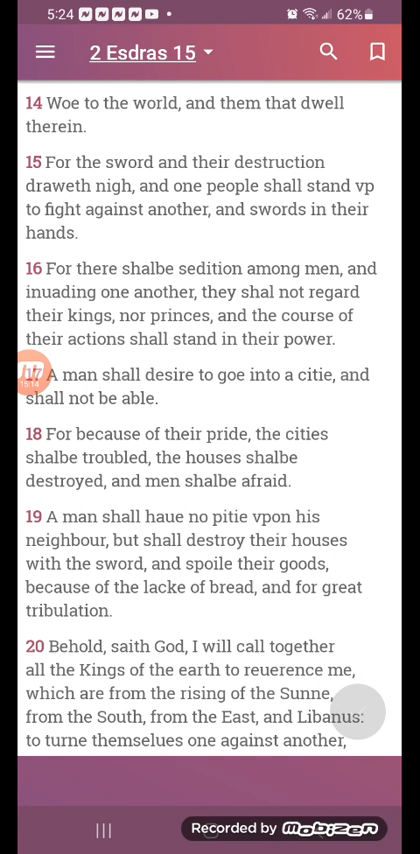 5:24 62%
2 Esdras 15
14 Woe to the world, and them that dwell
therein.
15 For the sword and their destruction
draweth nigh, and one people shall stand vp
to fight against another, and swords in their
hands.
16 For there shalbe sedition among men, and
inuading one another, they shal not regard
their kings, nor princes, and the course of
their actions shall stand in their power.
17 A man shall desire to goe into a citie, and
15:14
shall not be able.
18 For because of their pride, the cities
shalbe troubled, the houses shalbe
destroyed, and men shalbe afraid.
19 A man shall haue no pitie vpon his
neighbour, but shall destroy their houses
with the sword, and spoile their goods,
because of the lacke of bread, and for great
tribulation.
20 Behold, saith God, I will call together
all the Kings of the earth to reuerence me,
which are from the rising of the Sunne,
from the South, from the East, and Libanus:
to turne themselues one against another,
Recorded by mobizen